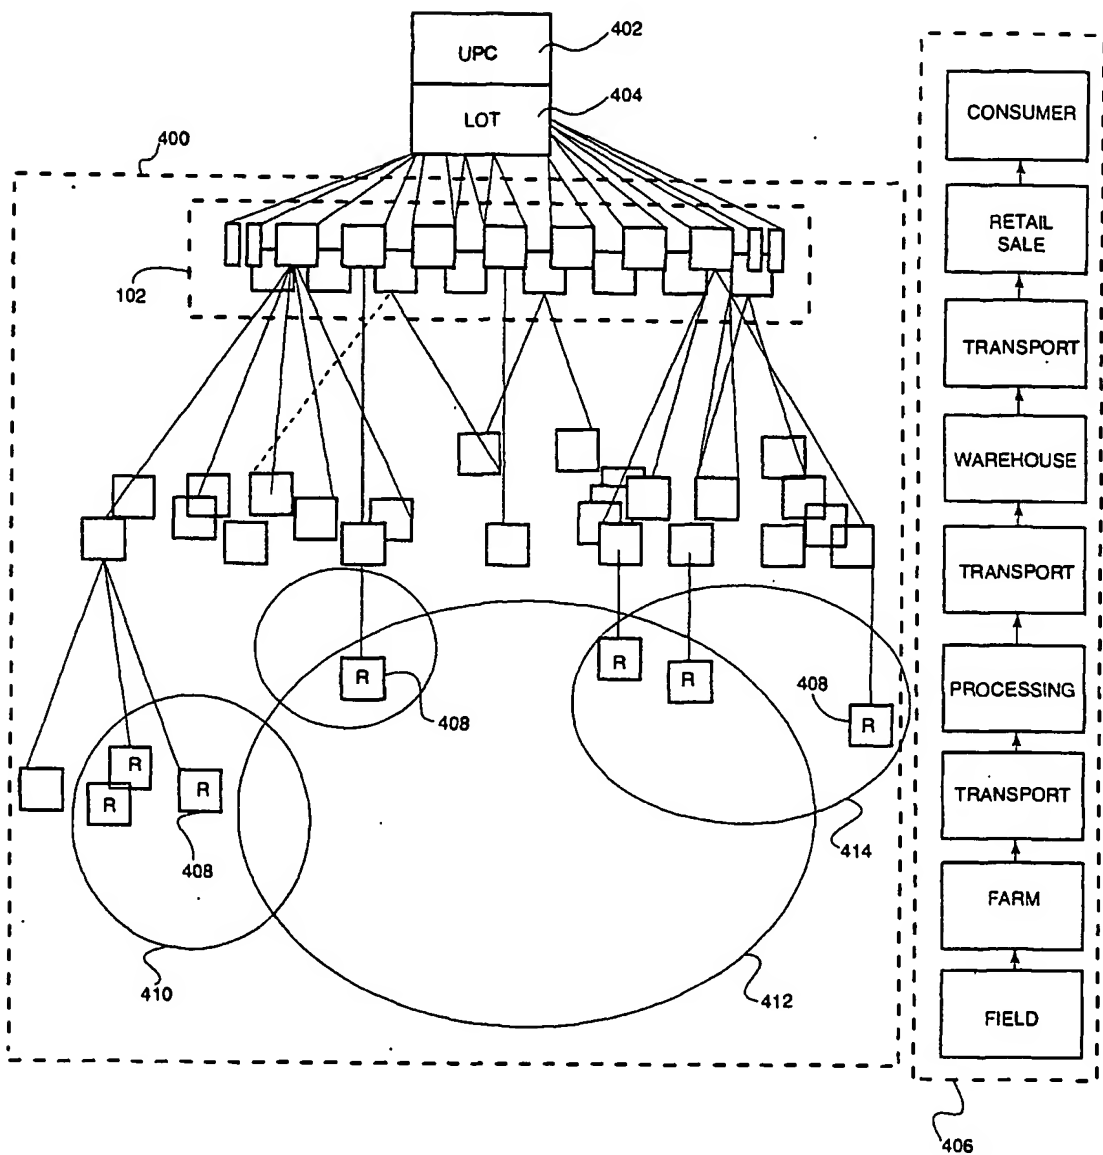 402
UPC
404
LOT
400
102
R
R
R
R
408
408
R
R
R
408
414
410
412
CONSUMER
RETAIL
SALE
TRANSPORT
WAREHOUSE
TRANSPORT
PROCESSING
TRANSPORT
FARM
FIELD
406